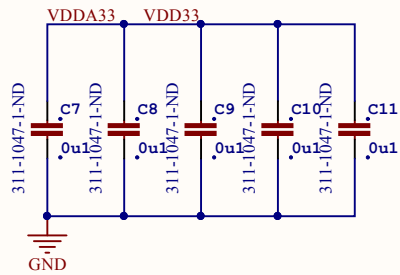 VDDA33 VDD33
C7 C8 C9 C10 C11
311-1047-1-ND 311-1047-1-ND 311-1047-1-ND 311-1047-1-ND 311-1047-1-ND
0u1 0u1 0u1 0u1 0u1
GND